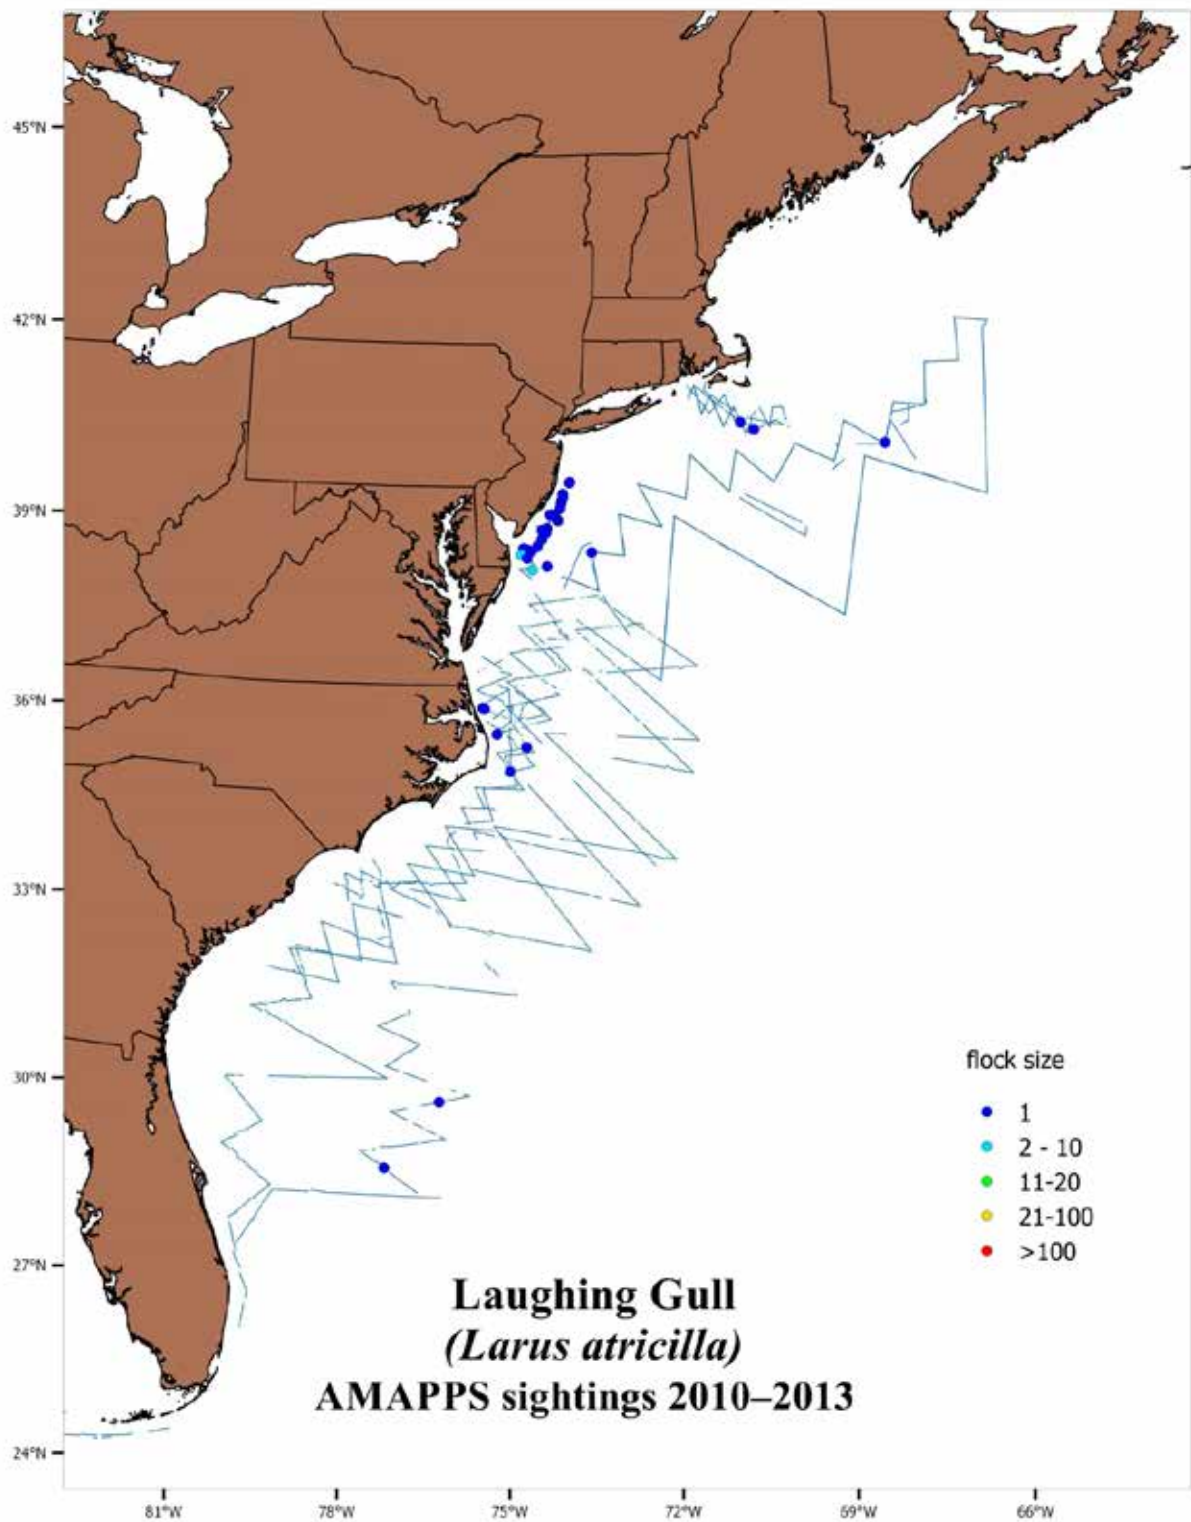 45°N
42°N
39°N
36°N
33°N
30°N
27°N
24°N
flock size
1
2 - 10
11-20
21-100
>100
Laughing Gull
(Larus atricilla)
AMAPPS sightings 2010–2013
81°W
78°W
75°W
72°W
69°W
66°W